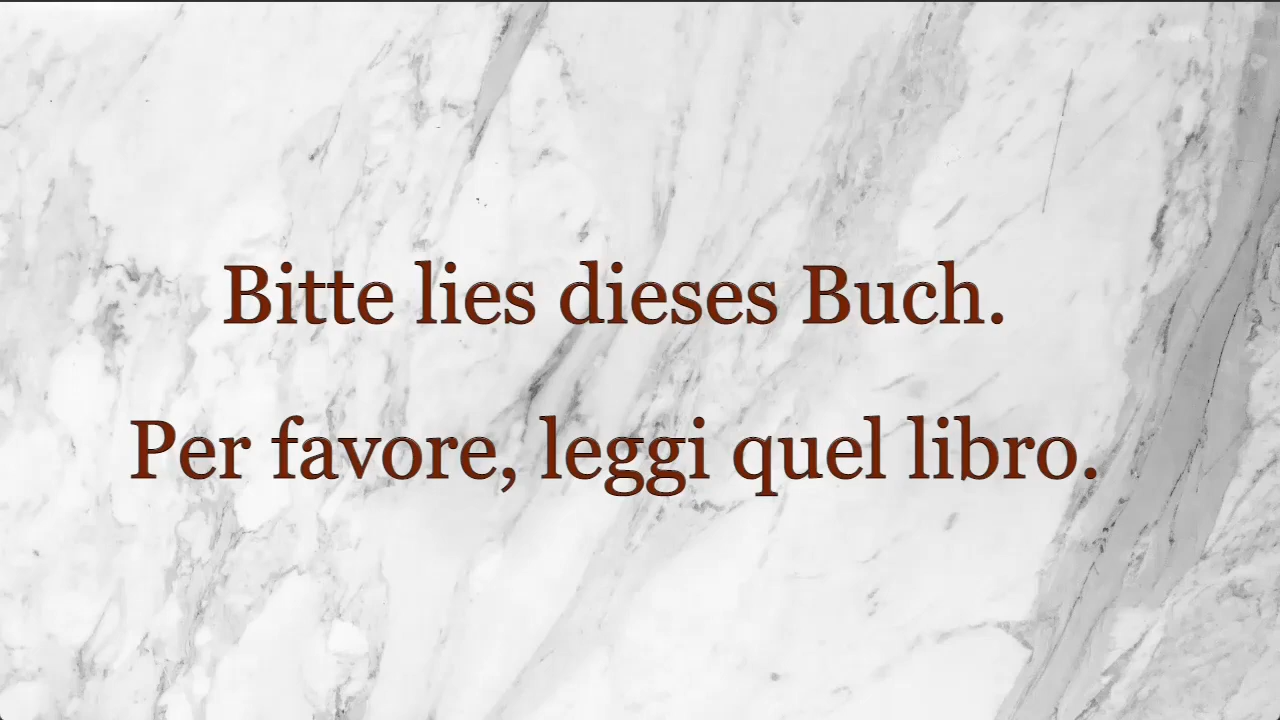 Bitte lies dieses Buch.
Per favore, leggi quel libro.